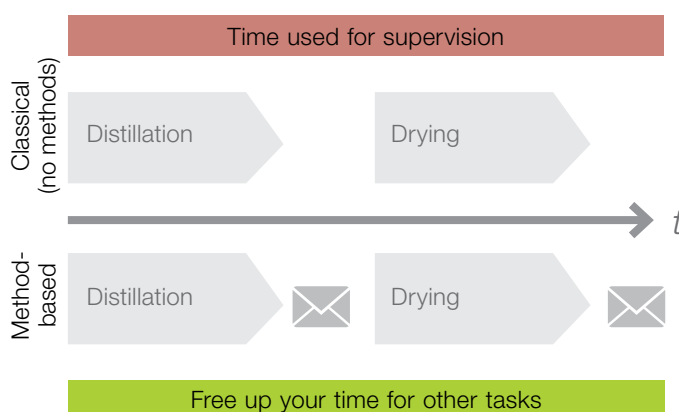 Time used for supervision
Classical
(no methods)
Distillation
Drying
t
Method-
based
Distillation
Drying
Free up your time for other tasks